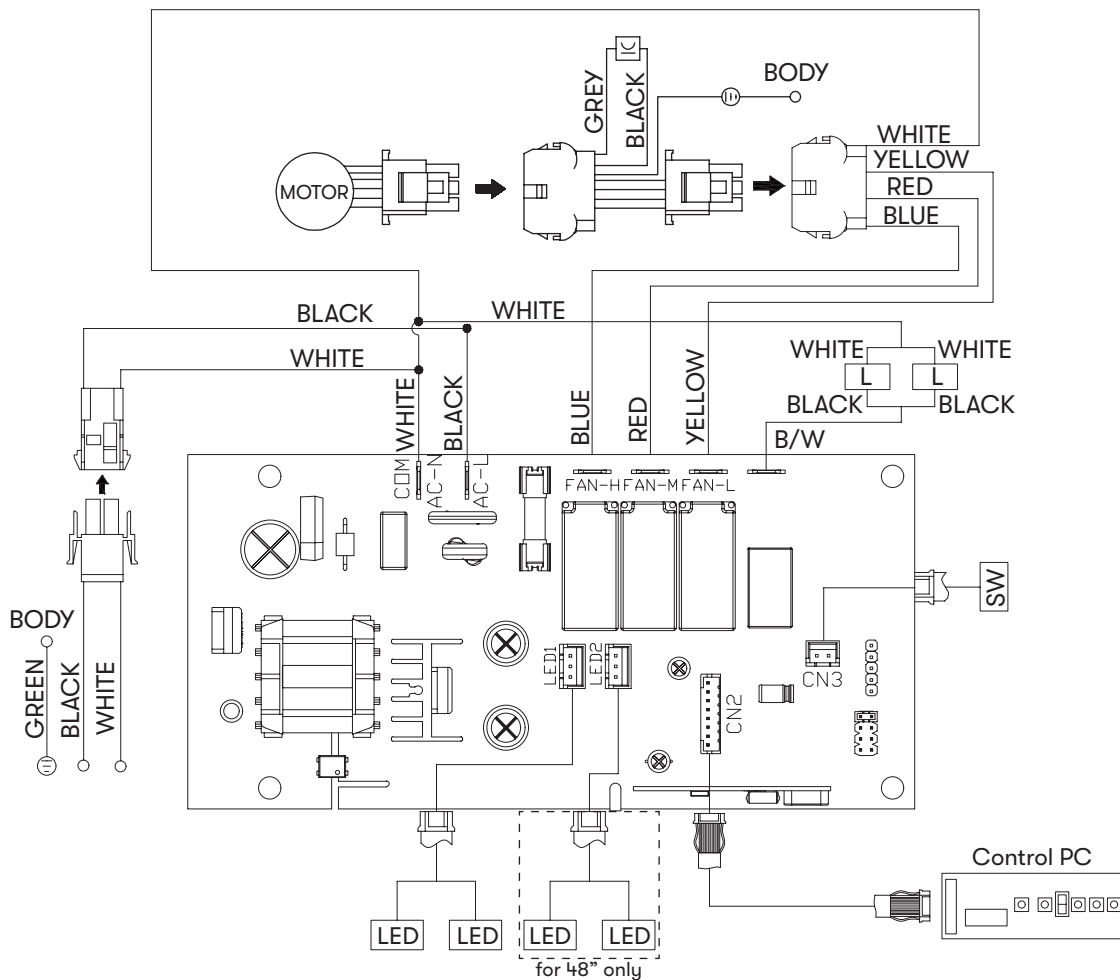 GREY
BLACK
BODY
WHITE
YELLOW
RED
BLUE
MOTOR
BLACK
WHITE
WHITE
WHITE
WHITE
L
L
BLACK
BLACK
B/W
WHITE
BLACK
BLUE
RED
YELLOW
COM
AC-N
AC-L
FAN-H
FAN-M
FAN-L
SW
BODY
GREEN
BLACK
WHITE
LED1
LED2
CN3
CN2
LED
LED
LED
LED
for 48” only
Control PC